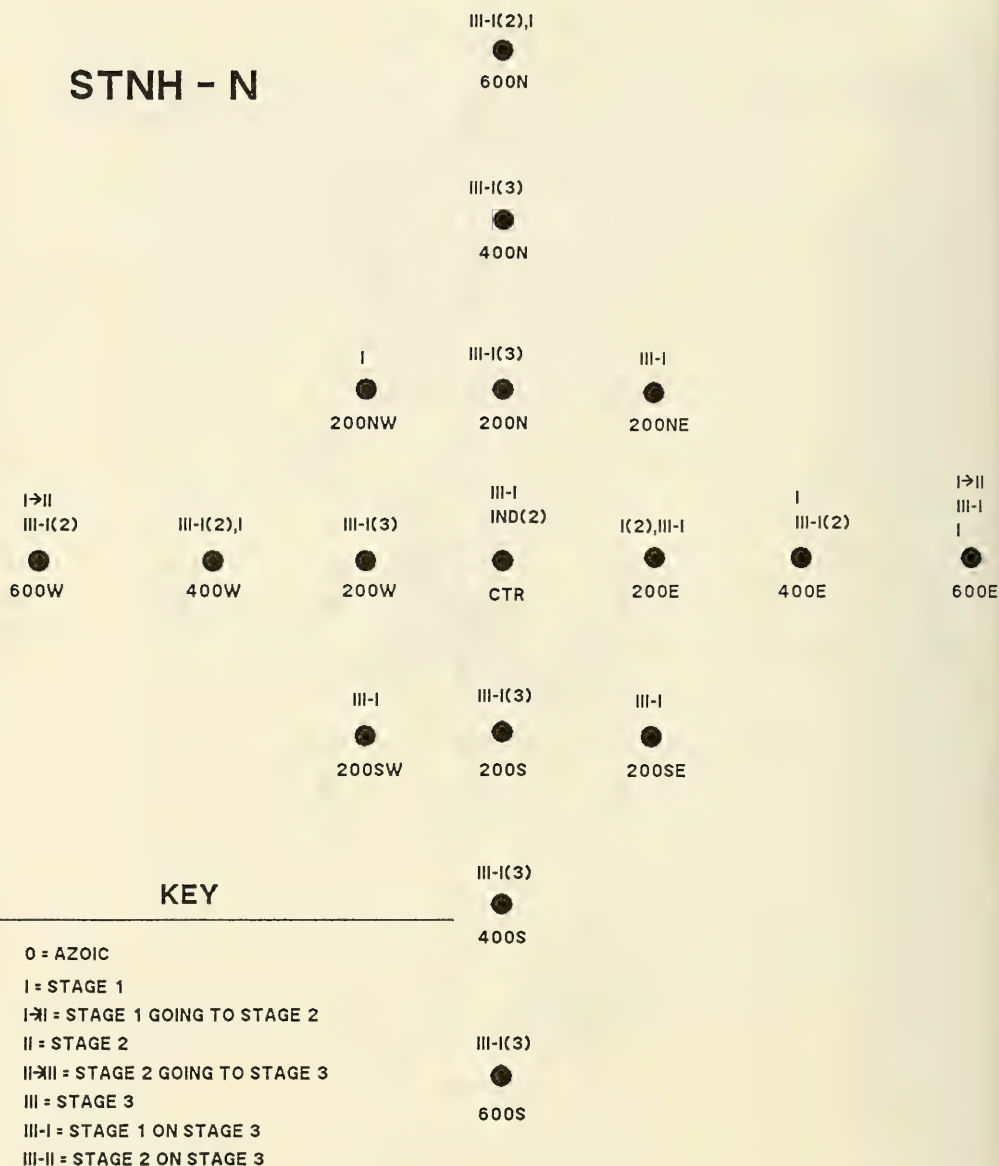 STNH - N
III-I(2),I
600N
III-I(3)
400N
I
200NW
III-I(3)
200N
III-I
200NE
I→II
III-I(2)
600W
III-I(2),I
400W
III-I(3)
200W
III-I
IND(2)
CTR
I(2),III-I
200E
I
III-I(2)
400E
I→II
III-I
I
600E
III-I
200SW
III-I(3)
200S
III-I
200SE
III-I(3)
400S
III-I(3)
600S
KEY
0 = AZOIC
I = STAGE 1
I→II = STAGE 1 GOING TO STAGE 2
II = STAGE 2
II→III = STAGE 2 GOING TO STAGE 3
III = STAGE 3
III-I = STAGE 1 ON STAGE 3
III-II = STAGE 2 ON STAGE 3